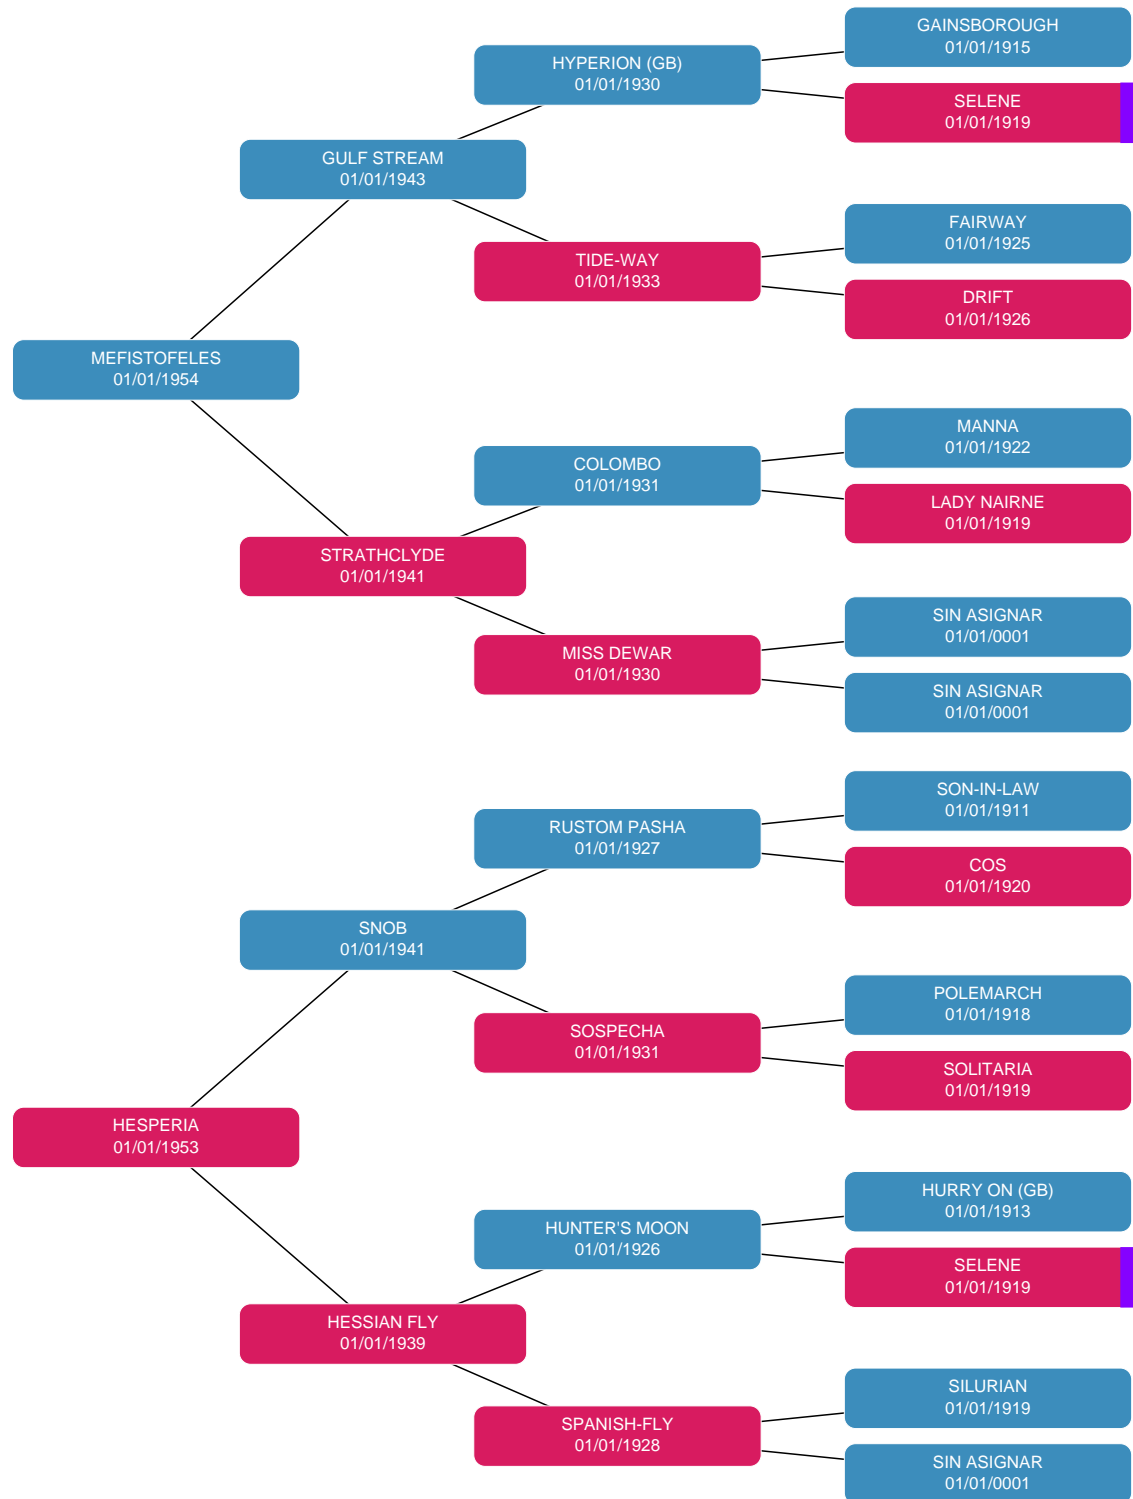 GAINSBOROUGH
01/01/1915
HYPERION (GB)
01/01/1930
SELENE
01/01/1919
GULF STREAM
01/01/1943
FAIRWAY
01/01/1925
TIDE-WAY
01/01/1933
DRIFT
01/01/1926
MEFISTOFELES
01/01/1954
MANNA
01/01/1922
COLOMBO
01/01/1931
LADY NAIRNE
01/01/1919
STRATHCLYDE
01/01/1941
SIN ASIGNAR
01/01/0001
MISS DEWAR
01/01/1930
SIN ASIGNAR
01/01/0001
SON-IN-LAW
01/01/1911
RUSTOM PASHA
01/01/1927
COS
01/01/1920
SNOB
01/01/1941
POLEMARCH
01/01/1918
SOSPECHA
01/01/1931
SOLITARIA
01/01/1919
HESPERIA
01/01/1953
HURRY ON (GB)
01/01/1913
HUNTER'S MOON
01/01/1926
SELENE
01/01/1919
HESSIAN FLY
01/01/1939
SILURIAN
01/01/1919
SPANISH-FLY
01/01/1928
SIN ASIGNAR
01/01/0001